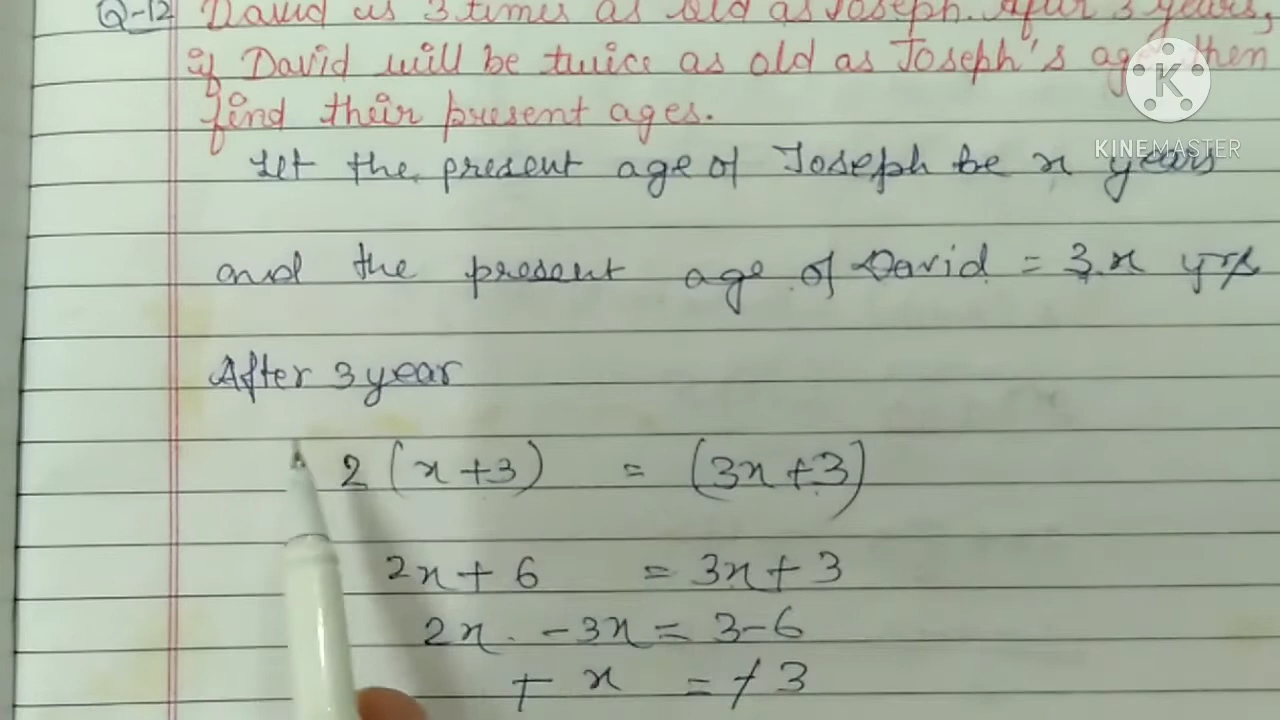 Q-12 David is 3 times as old as Joseph. After 3 years,
if David will be twice as old as Joseph's age then
find their present ages.
K
KINEMASTER
Let the present age of Joseph be x years
and the present age of David = 3x yrs
After 3 year
2 (x+3) = (3x+3)
2x + 6 = 3x + 3
2x - 3x = 3-6
+ x = + 3